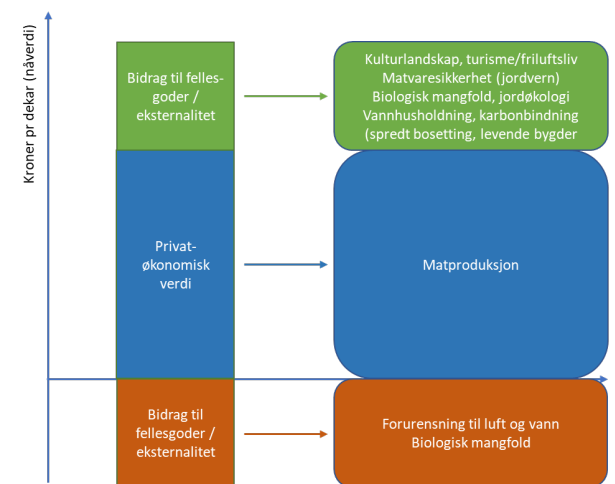 Kroner pr dekar (nåverdi)
Bidrag til felles-
goder /
eksternalitet
Kulturlandskap, turisme/friluftsliv
Matvaresikkerhet (jordvern)
Biologisk mangfold, jordøkologi
Vannhusholdning, karbonbinding
(spredt bosetting, levende bygder
Privat-
økonomisk
verdi
Matproduksjon
Bidrag til
fellesgoder /
eksternalitet
Forurensning til luft og vann
Biologisk mangfold